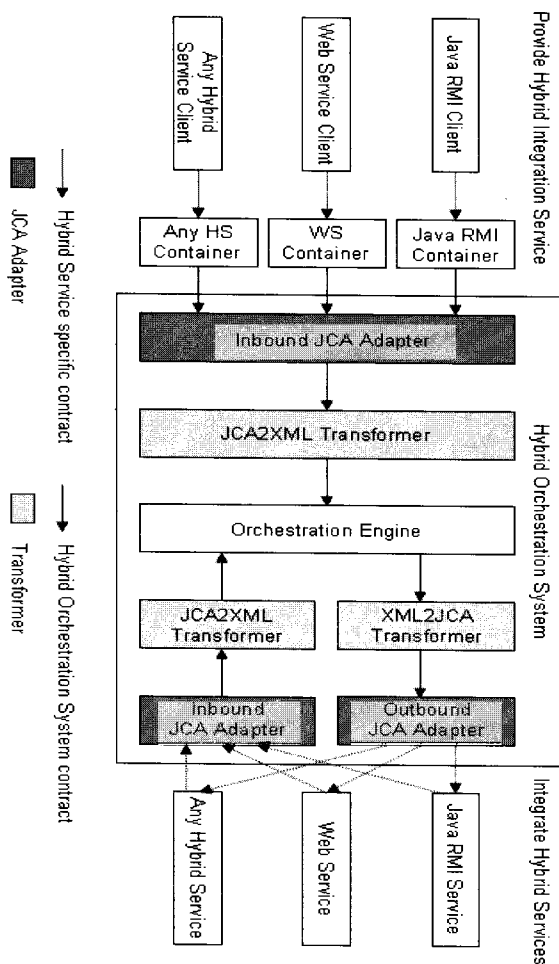 Provide Hybrid Integration Service
Any Hybrid
Service Client
Web Service Client
Java RMI Client
Any HS
Container
WS
Container
Java RMI
Container
Hybrid Orchestration System
Inbound JCA Adapter
JCA2XML Transformer
Orchestration Engine
JCA2XML
Transformer
XML2JCA
Transformer
Inbound
JCA Adapter
Outbound
JCA Adapter
Integrate Hybrid Services
Any Hybrid Service
Web Service
Java RMI Service
Hybrid Service specific contract
Hybrid Orchestration System contract
JCA Adapter
Transformer